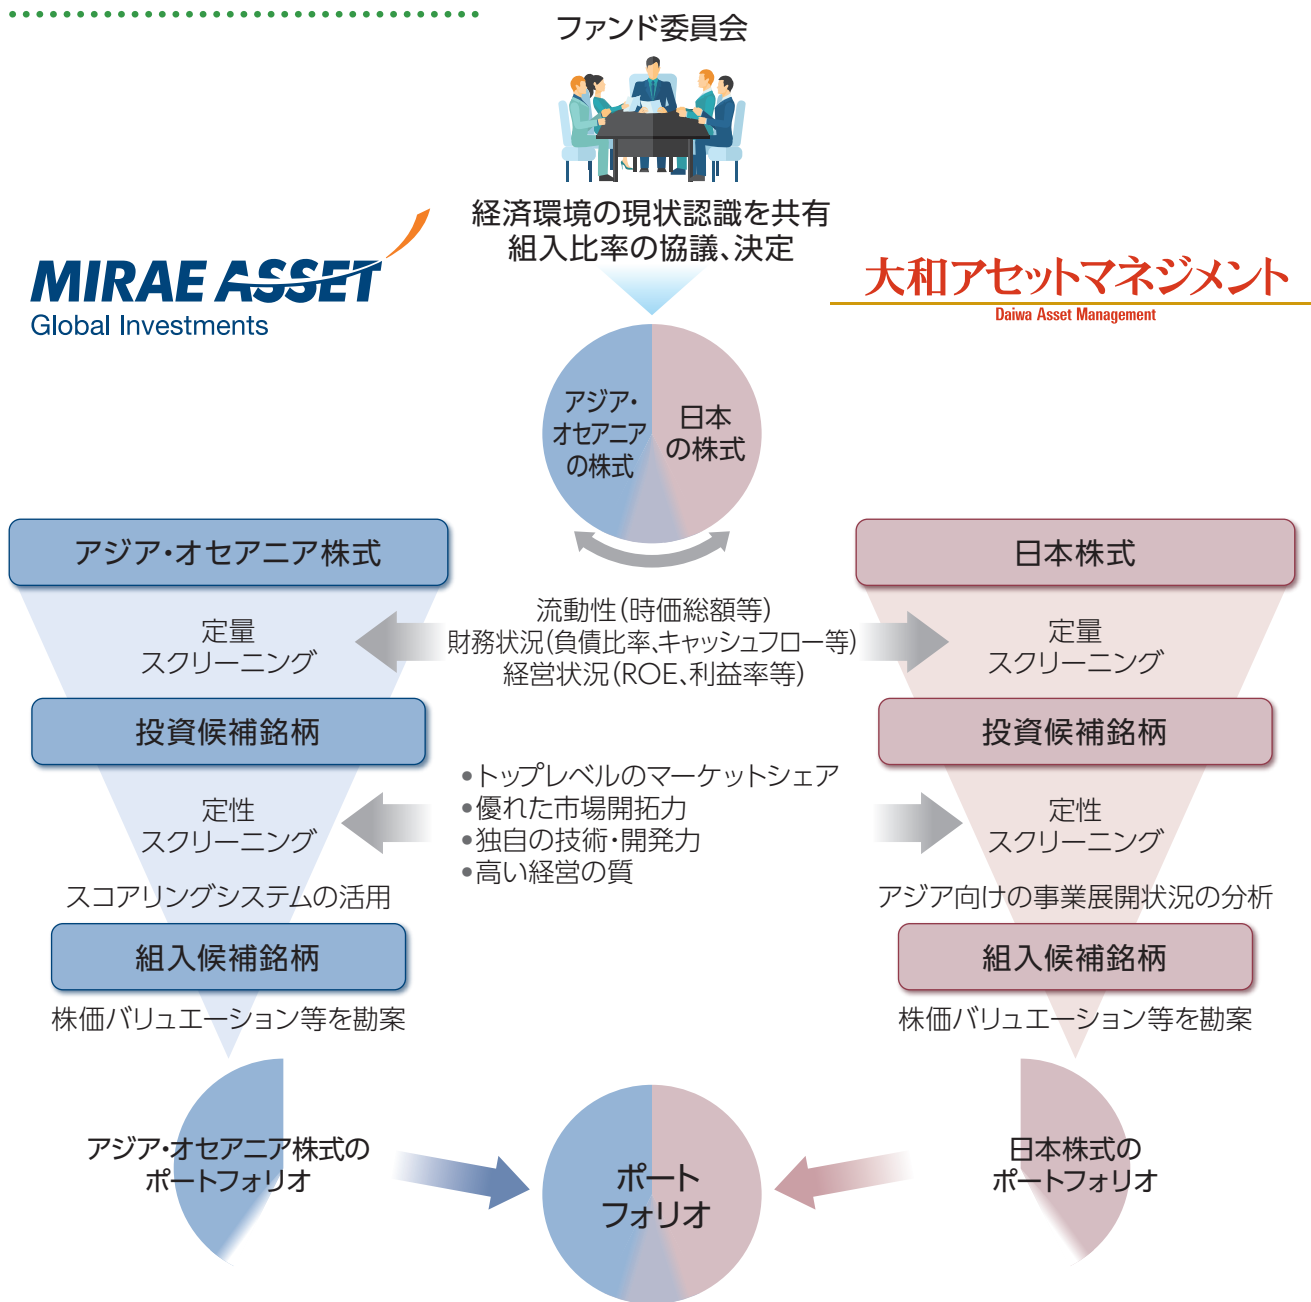 ファンド委員会
経済環境の現状認識を共有
組入比率の協議、決定
MIRAE ASSET
Global Investments
大和アセットマネジメント
Daiwa Asset Management
アジア・
オセアニア
の株式
日本
の株式
アジア・オセアニア株式
日本株式
定量
スクリーニング
流動性(時価総額等)
財務状況(負債比率、キャッシュフロー等)
経営状況(ROE、利益率等)
定量
スクリーニング
投資候補銘柄
投資候補銘柄
定性
スクリーニング
•トップレベルのマーケットシェア
•優れた市場開拓力
•独自の技術・開発力
•高い経営の質
定性
スクリーニング
スコアリングシステムの活用
アジア向けの事業展開状況の分析
組入候補銘柄
組入候補銘柄
株価バリュエーション等を勘案
株価バリュエーション等を勘案
アジア・オセアニア株式の
ポートフォリオ
ポート
フォリオ
日本株式の
ポートフォリオ